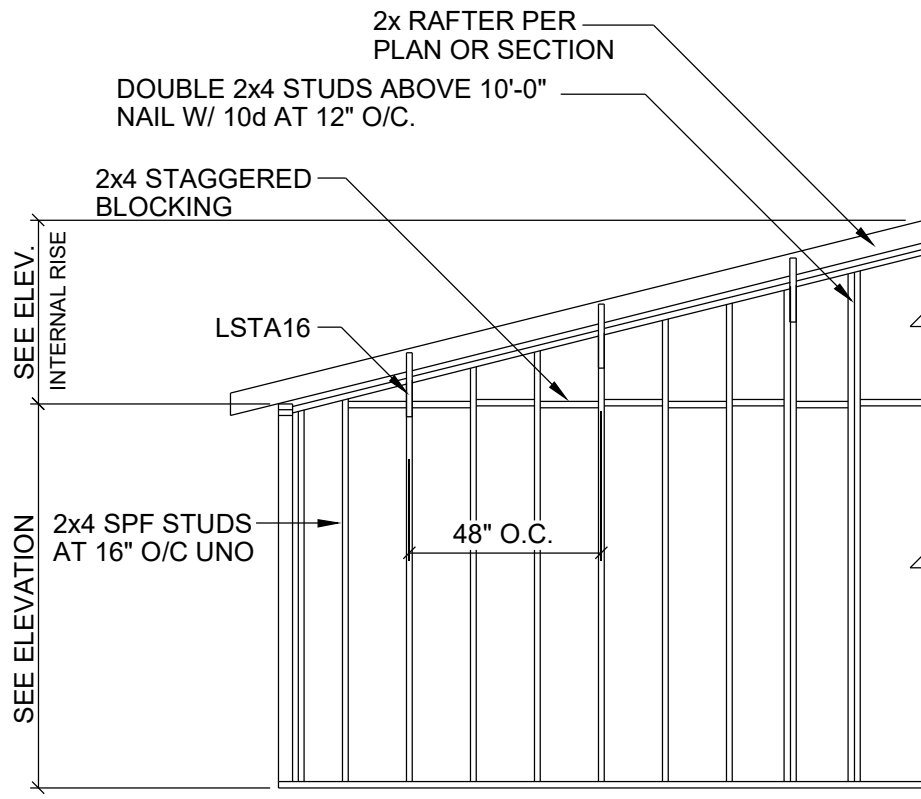 2x RAFTER PER
PLAN OR SECTION
DOUBLE 2x4 STUDS ABOVE 10'-0"
NAIL W/ 10d AT 12" O/C.
2x4 STAGGERED
BLOCKING
SEE ELEV.
INTERNAL RISE
LSTA16
2x4 SPF STUDS
AT 16" O/C UNO
48" O.C.
SEE ELEVATION